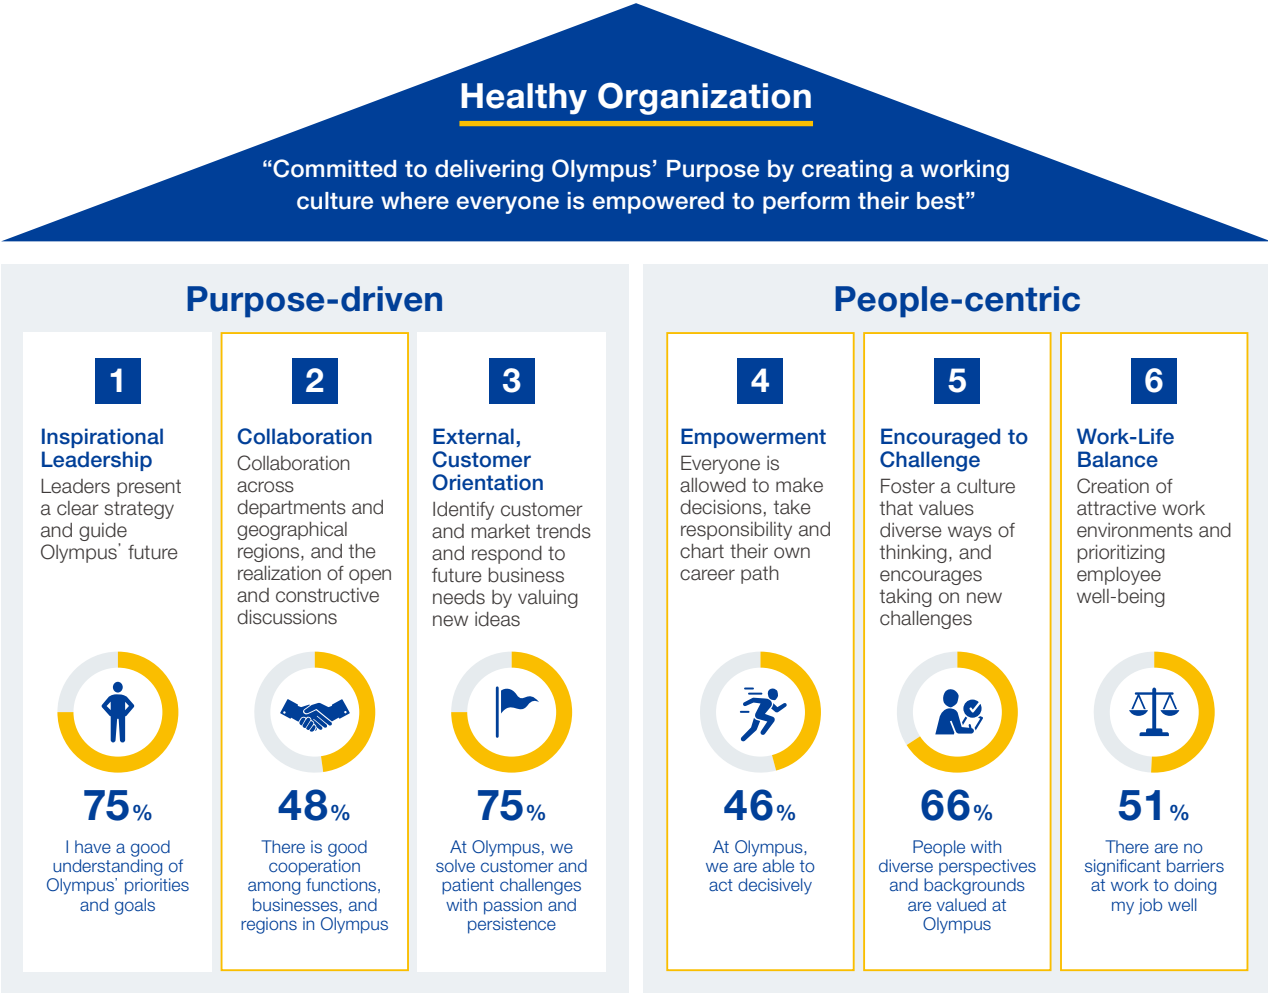 Healthy Organization
“Committed to delivering Olympus’ Purpose by creating a working
culture where everyone is empowered to perform their best”
Purpose-driven
1
Inspirational
Leadership
Leaders present
a clear strategy
and guide
Olympus’ future
75%
I have a good
understanding of
Olympus’ priorities
and goals
2
Collaboration
Collaboration
across
departments and
geographical
regions, and the
realization of open
and constructive
discussions
48%
There is good
cooperation
among functions,
businesses, and
regions in Olympus
3
External,
Customer
Orientation
Identify customer
and market trends
and respond to
future business
needs by valuing
new ideas
75%
At Olympus, we
solve customer and
patient challenges
with passion and
persistence
People-centric
4
Empowerment
Everyone is
allowed to make
decisions, take
responsibility and
chart their own
career path
46%
At Olympus,
we are able to
act decisively
5
Encouraged to
Challenge
Foster a culture
that values
diverse ways of
thinking, and
encourages
taking on new
challenges
66%
People with
diverse perspectives
and backgrounds
are valued at
Olympus
6
Work-Life
Balance
Creation of
attractive work
environments and
prioritizing
employee
well-being
51%
There are no
significant barriers
at work to doing
my job well